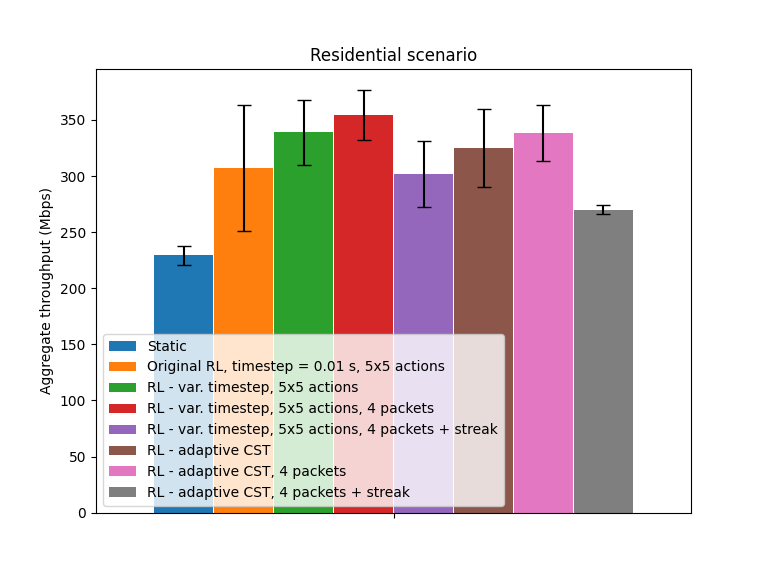 Residential scenario
Aggregate throughput (Mbps)
350
300
250
200
150
100
50
0
Static
Original RL, timestep = 0.01 s, 5x5 actions
RL - var. timestep, 5x5 actions
RL - var. timestep, 5x5 actions, 4 packets
RL - var. timestep, 5x5 actions, 4 packets + streak
RL - adaptive CST
RL - adaptive CST, 4 packets
RL - adaptive CST, 4 packets + streak